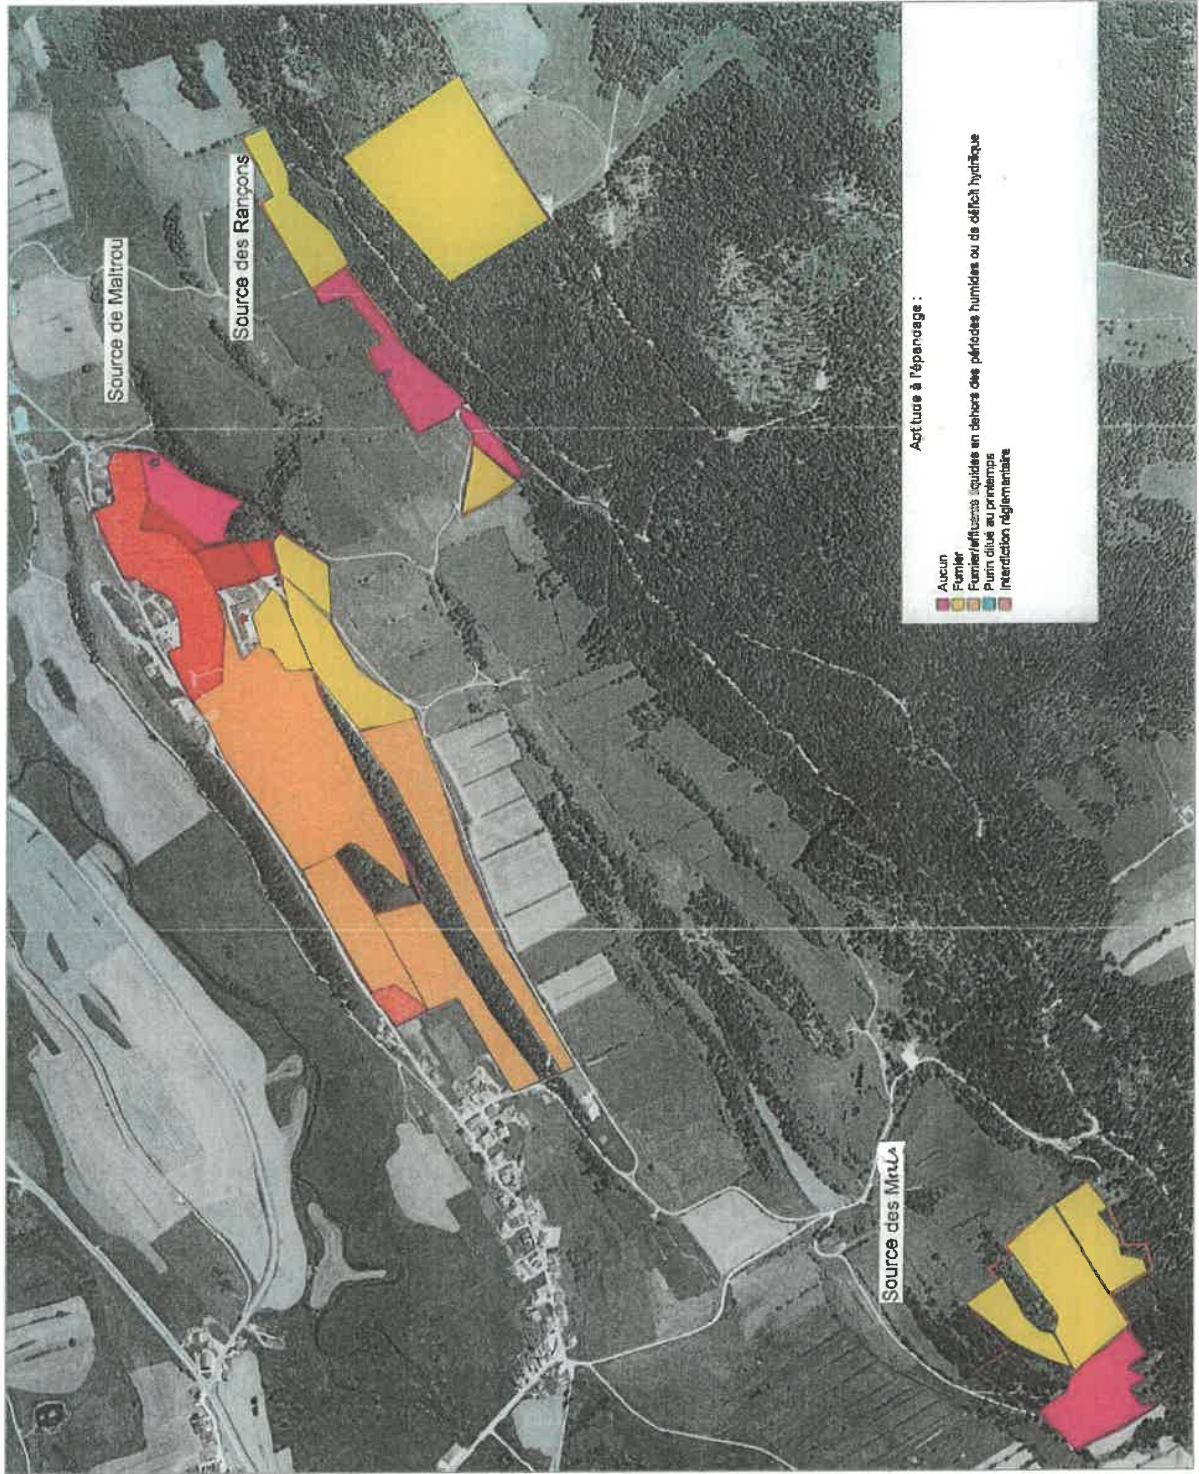 Source de Maltrou
Source des Rançons
Source des Muls
Aptitude à l'épandage :
Aucun
Fumier
Fumier/effluents liquides en dehors des périodes humides ou de déficit hydrique
Purin dilué au printemps
Interdiction réglementaire